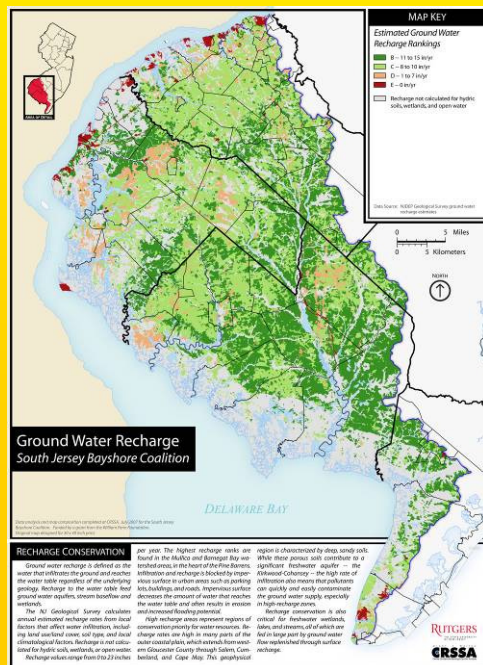 MAP KEY
Estimated Ground Water
Recharge Rankings
B – 11 to 15 in/yr
C – 8 to 10 in/yr
D – 1 to 7 in/yr
E – 0 in/yr
Recharge not calculated for hydric
soils, wetlands, and open water
Data Source: NJDEP Geological Survey ground water
recharge estimates
0 5 Miles
0 5 Kilometers
NORTH
Ground Water Recharge
South Jersey Bayshore Coalition
DELAWARE BAY
RECHARGE CONSERVATION
Ground water recharge is defined as the
water that infiltrates the ground and reaches
the water table regardless of the underlying
geology. Recharge to the water table feed
ground water aquifers, stream baseflow and
wetlands.
The NJ Geological Survey calculates
annual estimated recharge rates from local
factors that affect water infiltration, includ-
ing land use/land cover, soil type, and local
climatological factors. Recharge is not calcu-
lated for hydric soils, wetlands, or open water.
Recharge values range from 0 to 23 inches
per year. The highest recharge ranks are
found in the Mullica and Barnegat Bay wa-
tershed areas, in the heart of the Pine Barrens.
Infiltration and recharge is blocked by imper-
vious surface in urban areas such as parking
lots, buildings, and roads. Impervious surface
decreases the amount of water that reaches
the water table and often results in erosion
and increased flooding potential.
High recharge areas represent regions of
conservation priority for water resources. Re-
charge rates are high in many parts of the
outer coastal plain, which extends from west-
ern Gloucester County through Salem, Cum-
berland, and Cape May. This geophysical
region is characterized by deep, sandy soils.
While these porous soils contribute to a
significant freshwater aquifer – the
Kirkwood-Cohansey – the high rate of
infiltration also means that pollutants
can quickly and easily contaminate
the ground water supply, especially
in high-recharge zones.
Recharge conservation is also
critical for freshwater wetlands,
lakes, and streams, all of which are
fed in large part by ground water
flow replenished through surface
recharge.
RUTGERS
CRSSA